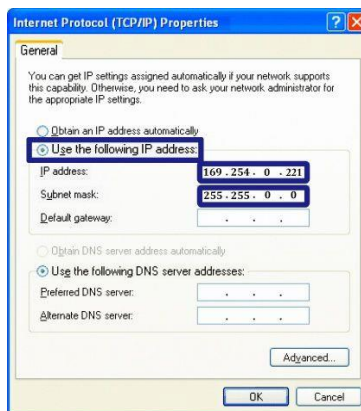 Internet Protocol (TCP/IP) Properties
General
You can get IP settings assigned automatically if your network supports
this capability. Otherwise, you need to ask your network administrator for
the appropriate IP settings.
Obtain an IP address automatically
Use the following IP address:
IP address: 169 . 254 . 0 . 221
Subnet mask: 255 . 255 . 0 . 0
Default gateway: . . .
Obtain DNS server address automatically
Use the following DNS server addresses:
Preferred DNS server: . . .
Alternate DNS server: . . .
Advanced...
OK Cancel